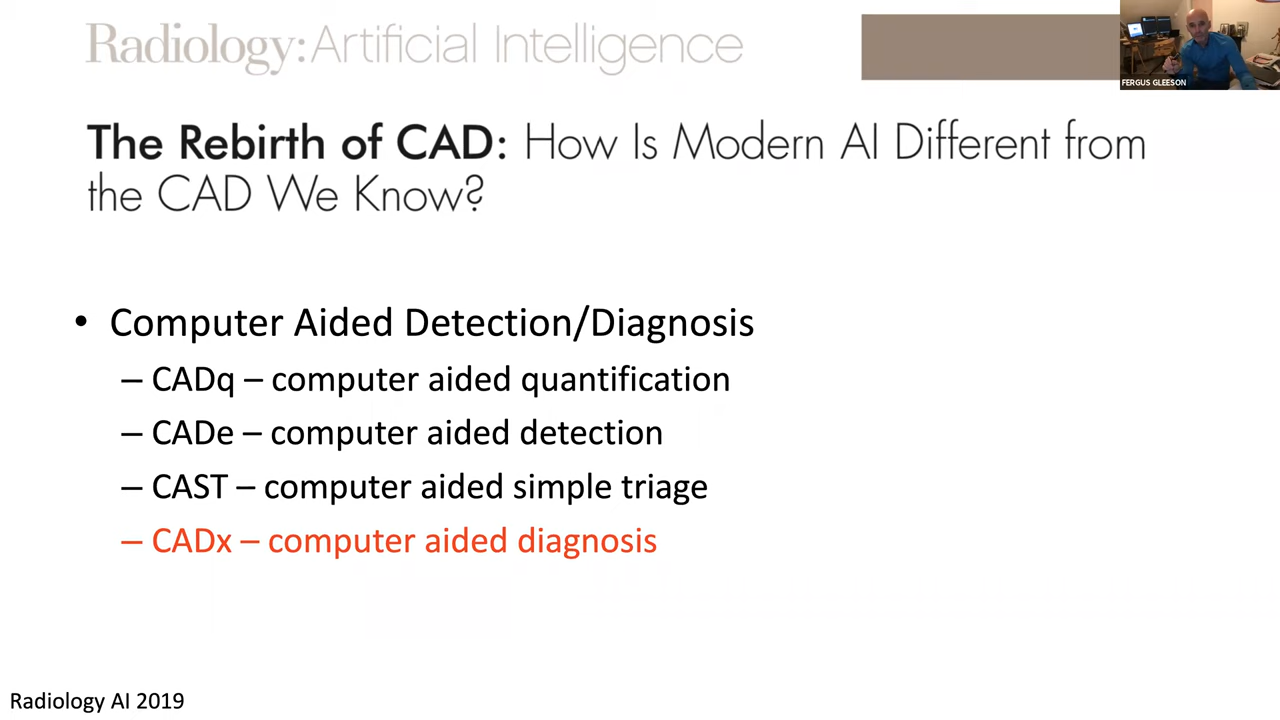 Radiology: Artificial Intelligence
FERGUS GLEESON
The Rebirth of CAD: How Is Modern AI Different from
the CAD We Know?
• Computer Aided Detection/Diagnosis
– CADq – computer aided quantification
– CADe – computer aided detection
– CAST – computer aided simple triage
– CADx – computer aided diagnosis
Radiology AI 2019